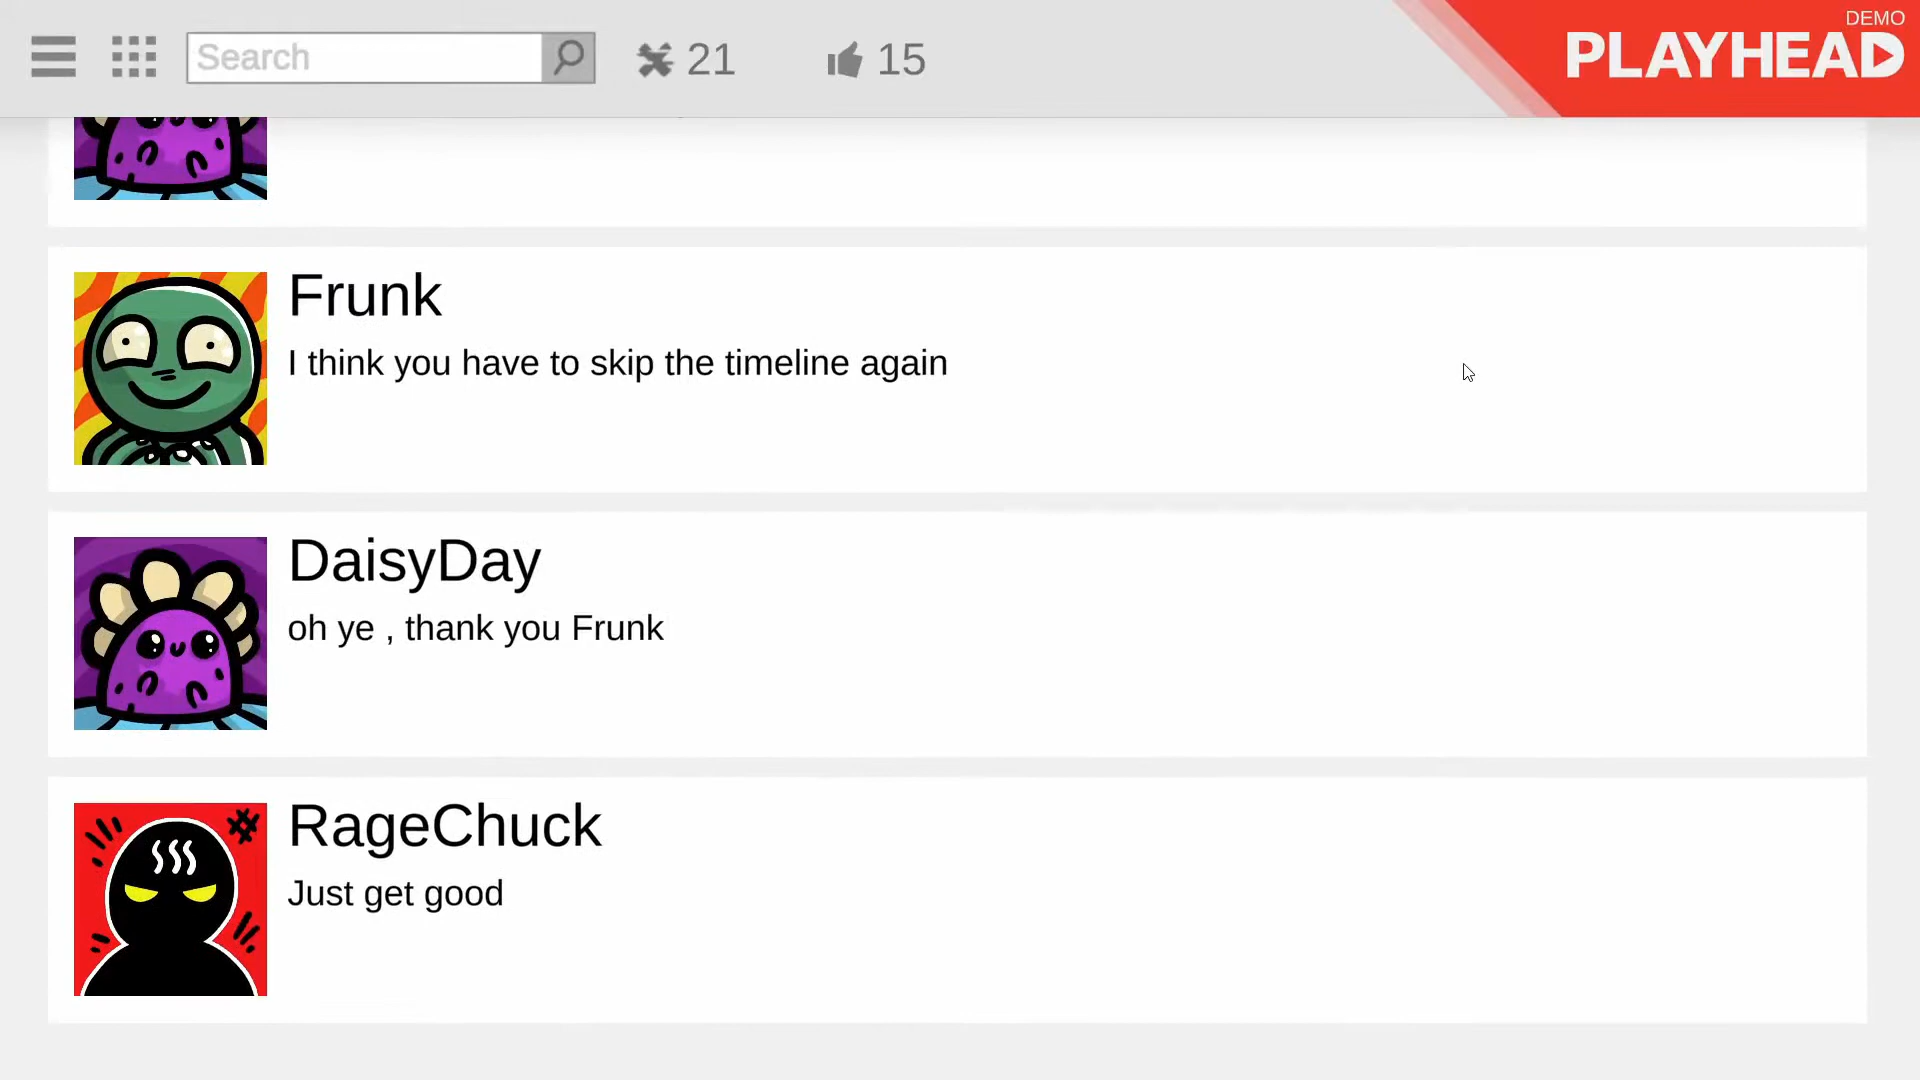 DEMO
PLAYHEAD
Search
21
15
Frunk
I think you have to skip the timeline again
DaisyDay
oh ye , thank you Frunk
RageChuck
Just get good